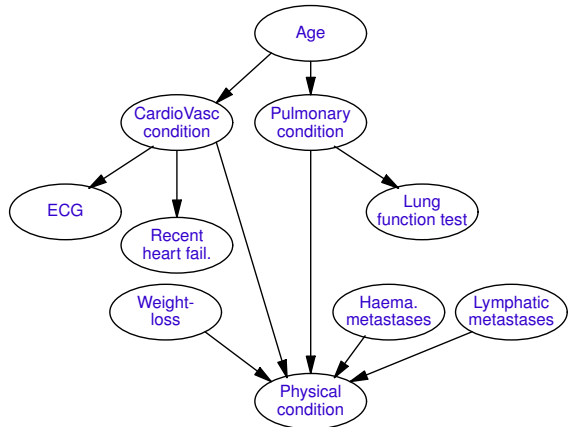 Age
CardioVasc
condition
Pulmonary
condition
ECG
Lung
function test
Recent
heart fail.
Weight-
loss
Haema.
metastases
Lymphatic
metastases
Physical
condition